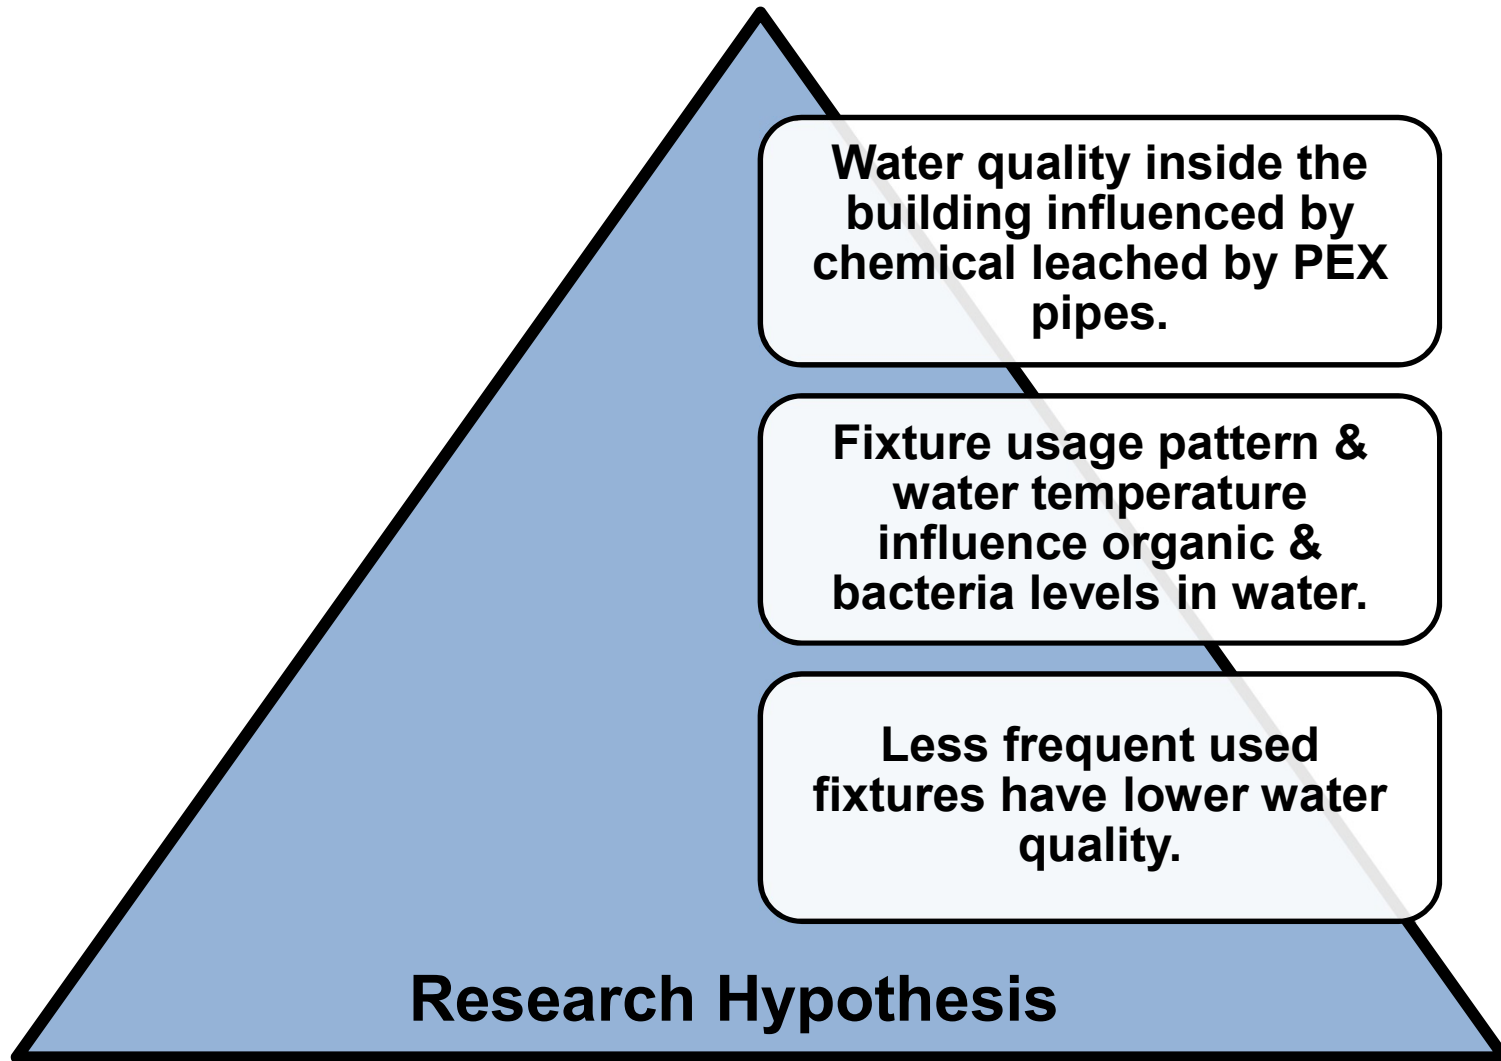 Water quality inside the
building influenced by
chemical leached by PEX
pipes.
Fixture usage pattern &
water temperature
influence organic &
bacteria levels in water.
Less frequent used
fixtures have lower water
quality.
Research Hypothesis